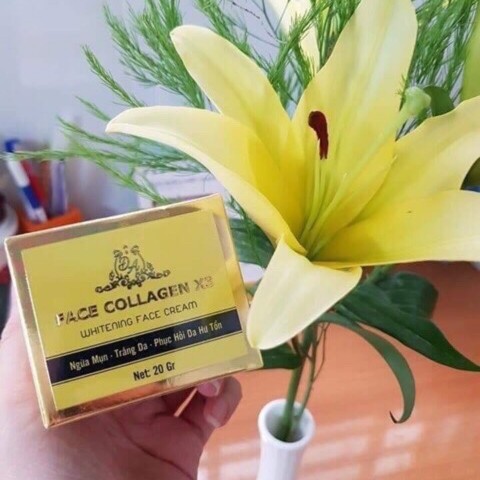 FACE COLLAGEN X3
WHITENING FACE CREAM
Ngừa Mụn - Trắng Da - Phục Hồi Da Hư Tổn
Net: 20 Gr